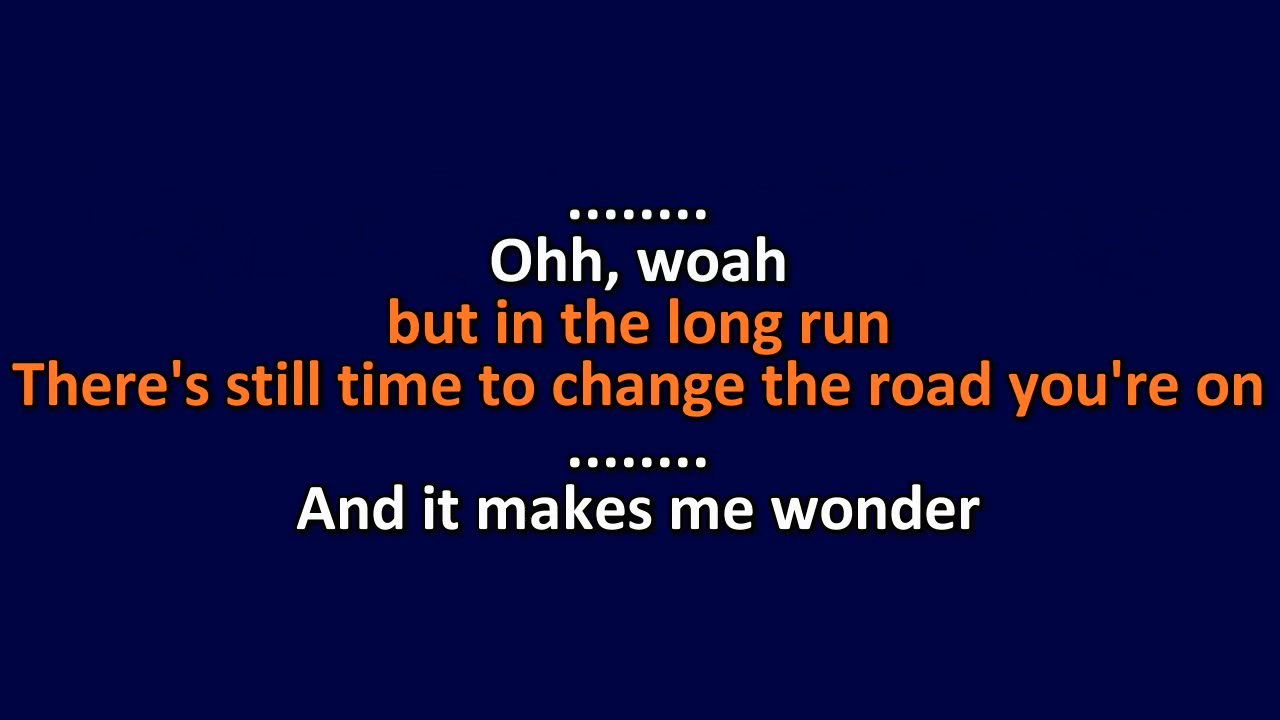 ........
Ohh, woah
but in the long run
There's still time to change the road you're on
........
And it makes me wonder